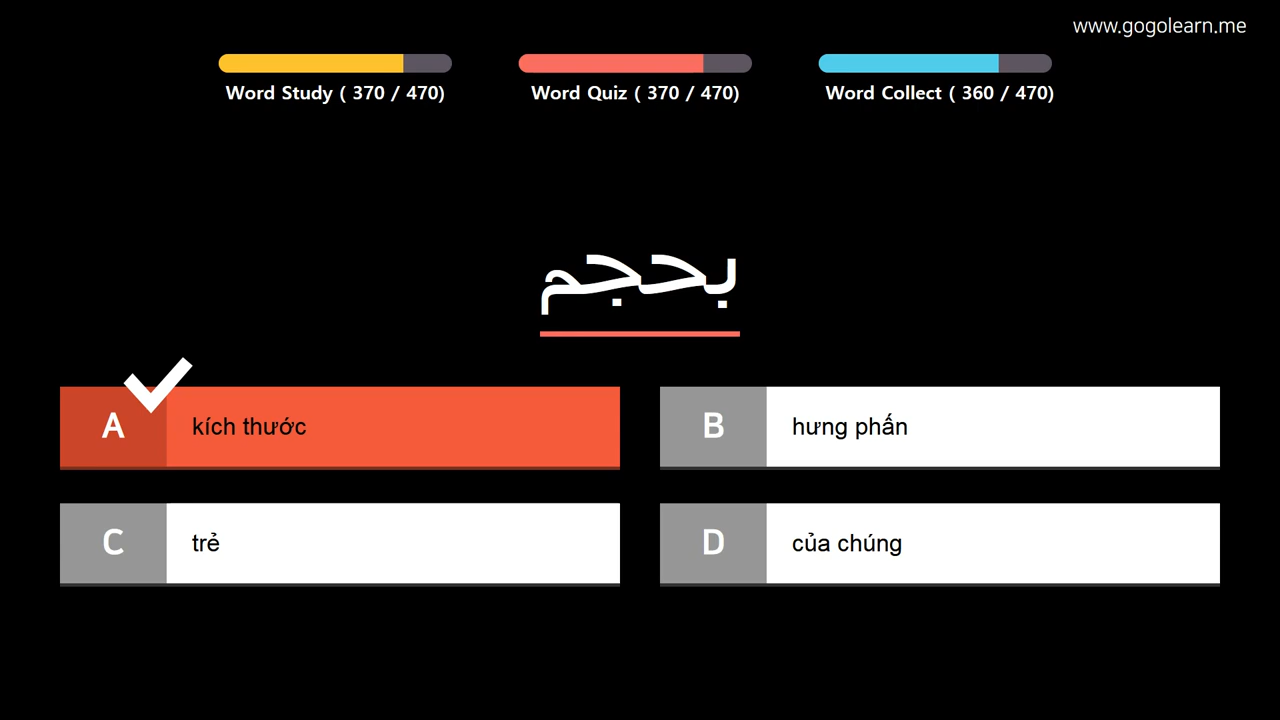 www.gogolearn.me
Word Study ( 370 / 470)
Word Quiz ( 370 / 470)
Word Collect ( 360 / 470)
بحجم
A kích thước
B hưng phấn
C trẻ
D của chúng